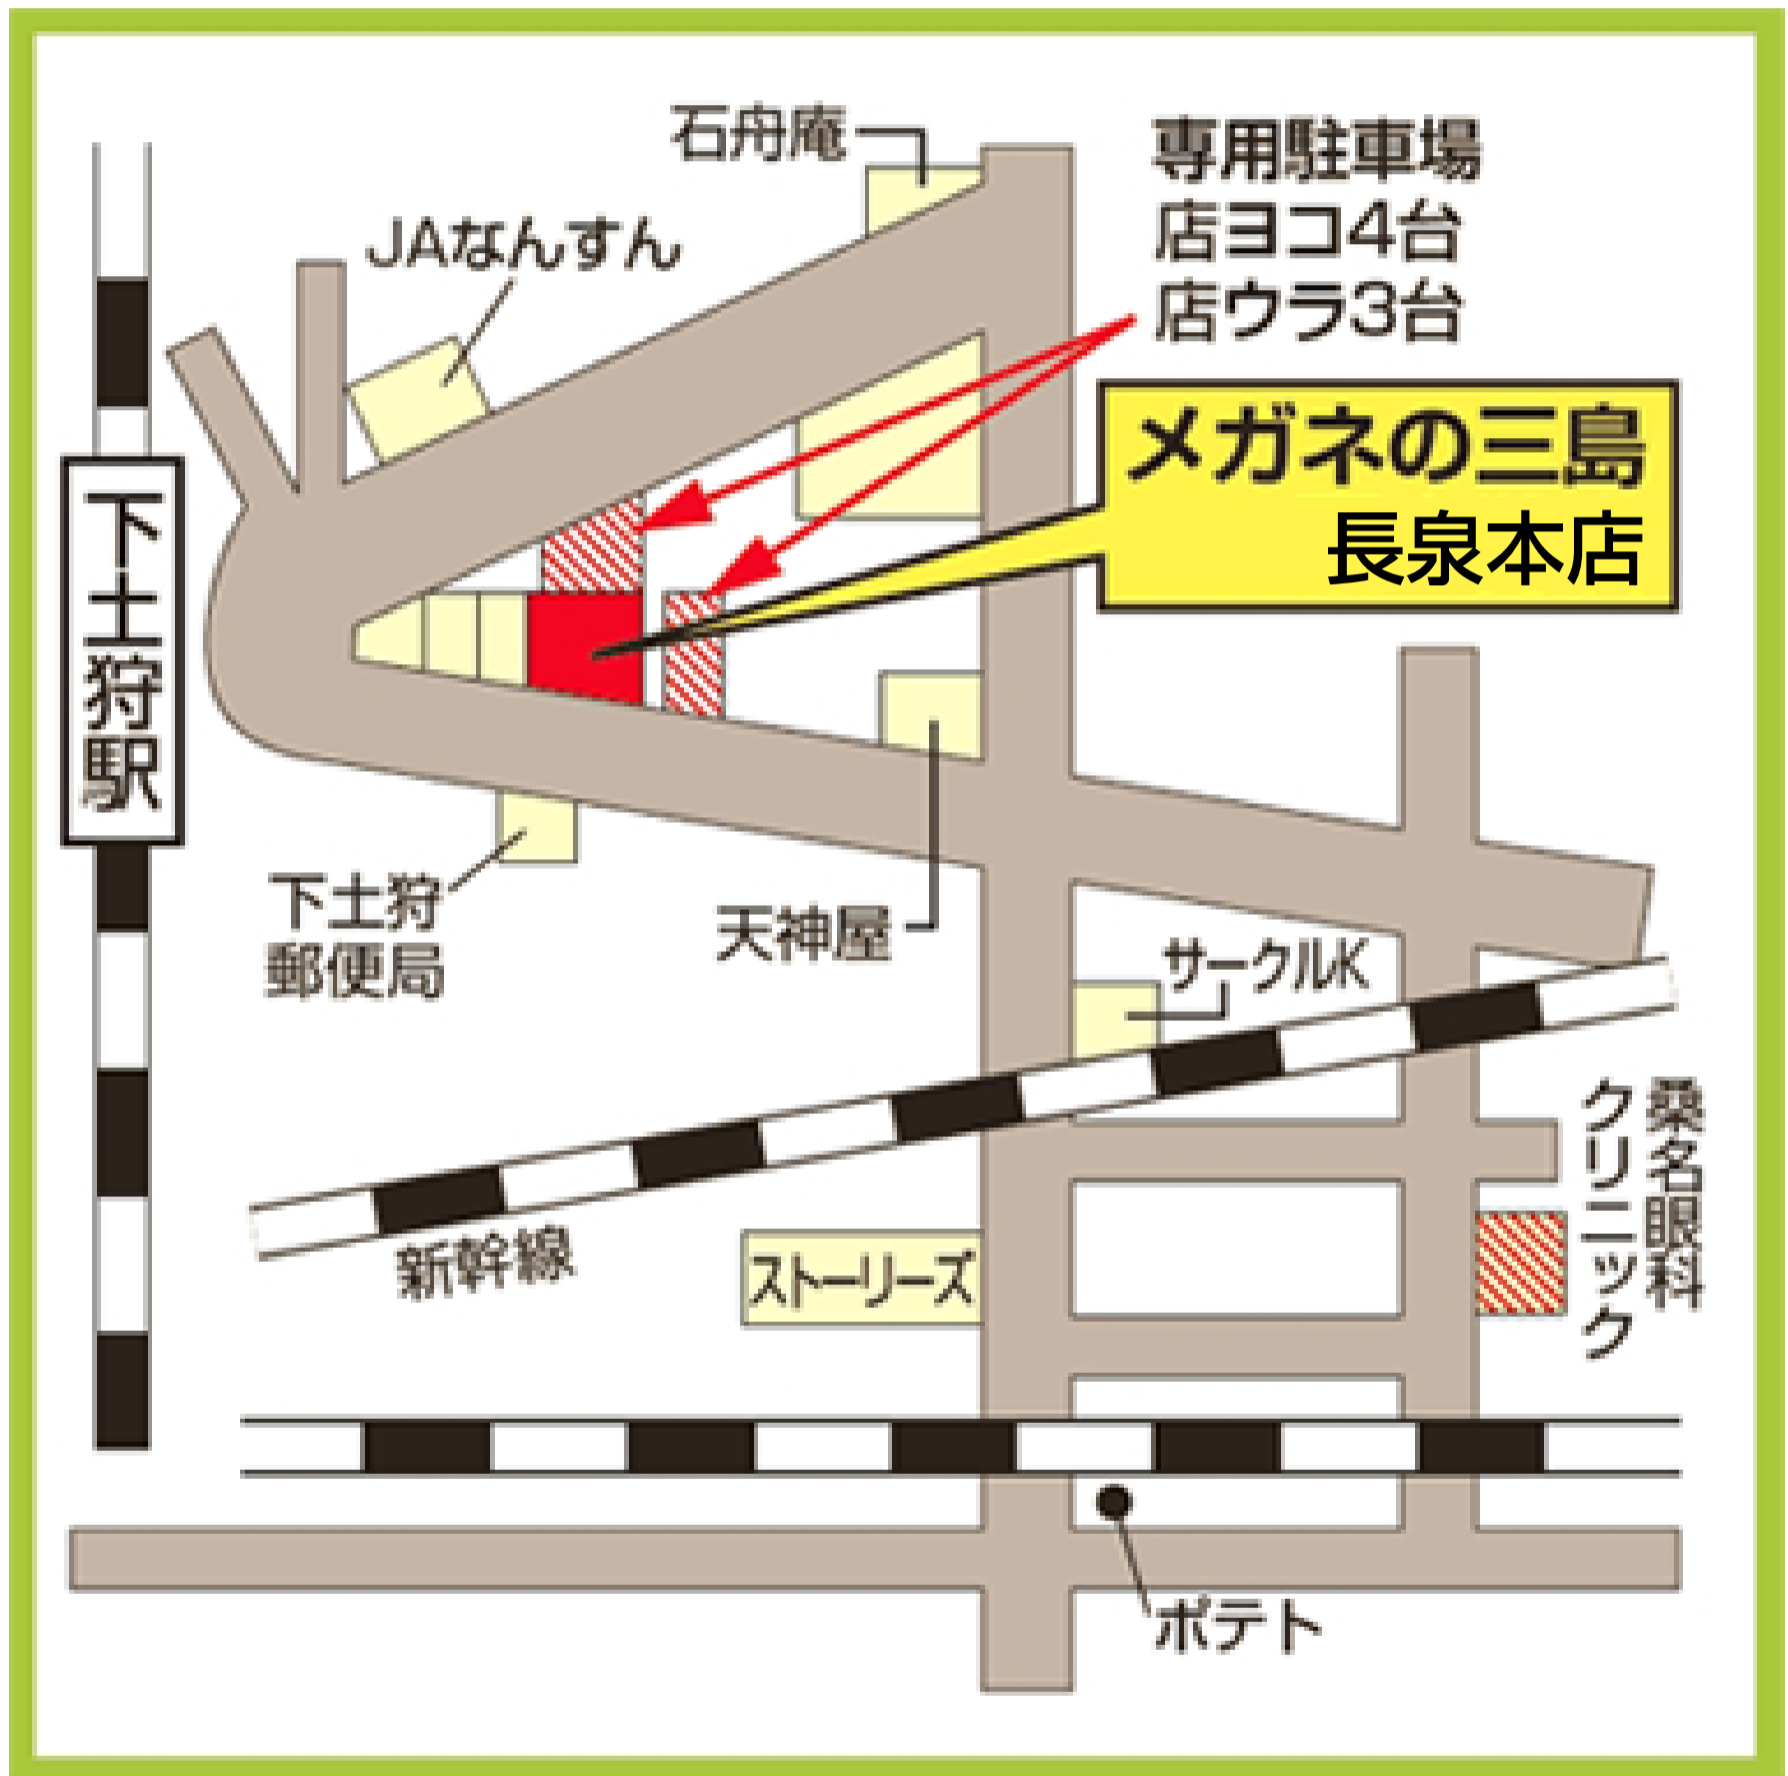 石舟庵
専用駐車場
店ヨコ4台
店ウラ3台
JAなんすん
メガネの三島
長泉本店
下土狩駅
下土狩
郵便局
天神屋
サークルK
桑名眼科
クリニック
新幹線
ストーリーズ
ポテト